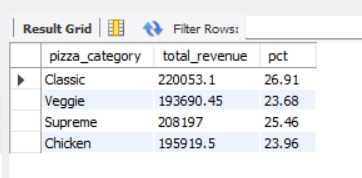 Result Grid Filter Rows:
pizza_category total_revenue pct
Classic 220053.1 26.91
Veggie 193690.45 23.68
Supreme 208197 25.46
Chicken 195919.5 23.96